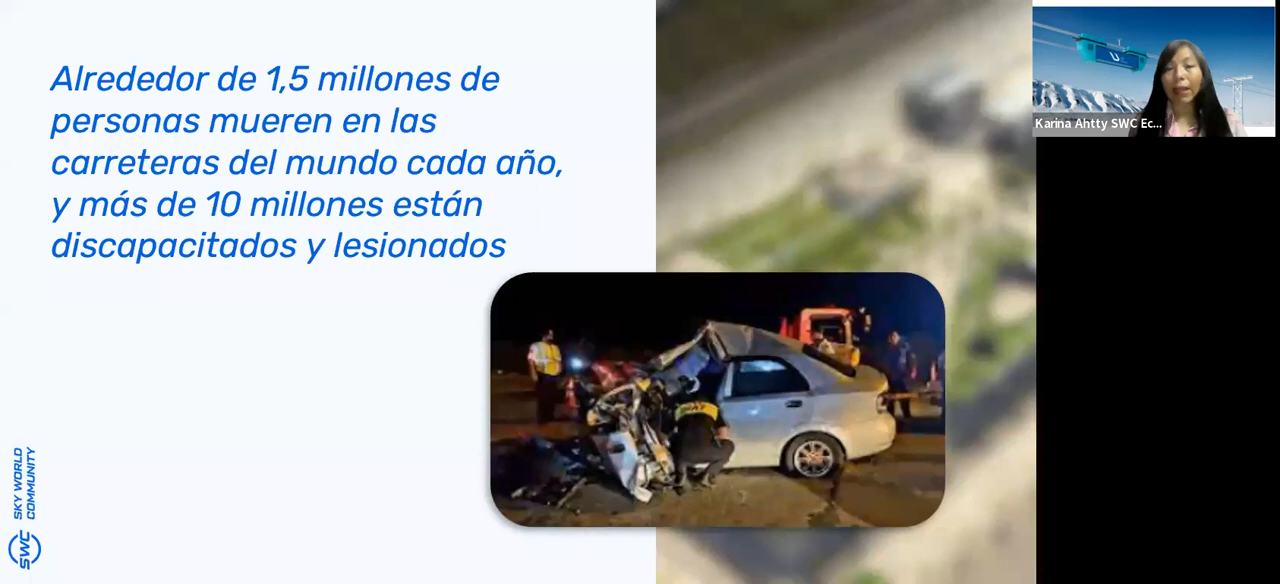 Alrededor de 1,5 millones de
personas mueren en las
carreteras del mundo cada año,
y más de 10 millones están
discapacitados y lesionados
Karina Ahtty SWC Ec...
SKY WORLD
COMMUNITY
SWC